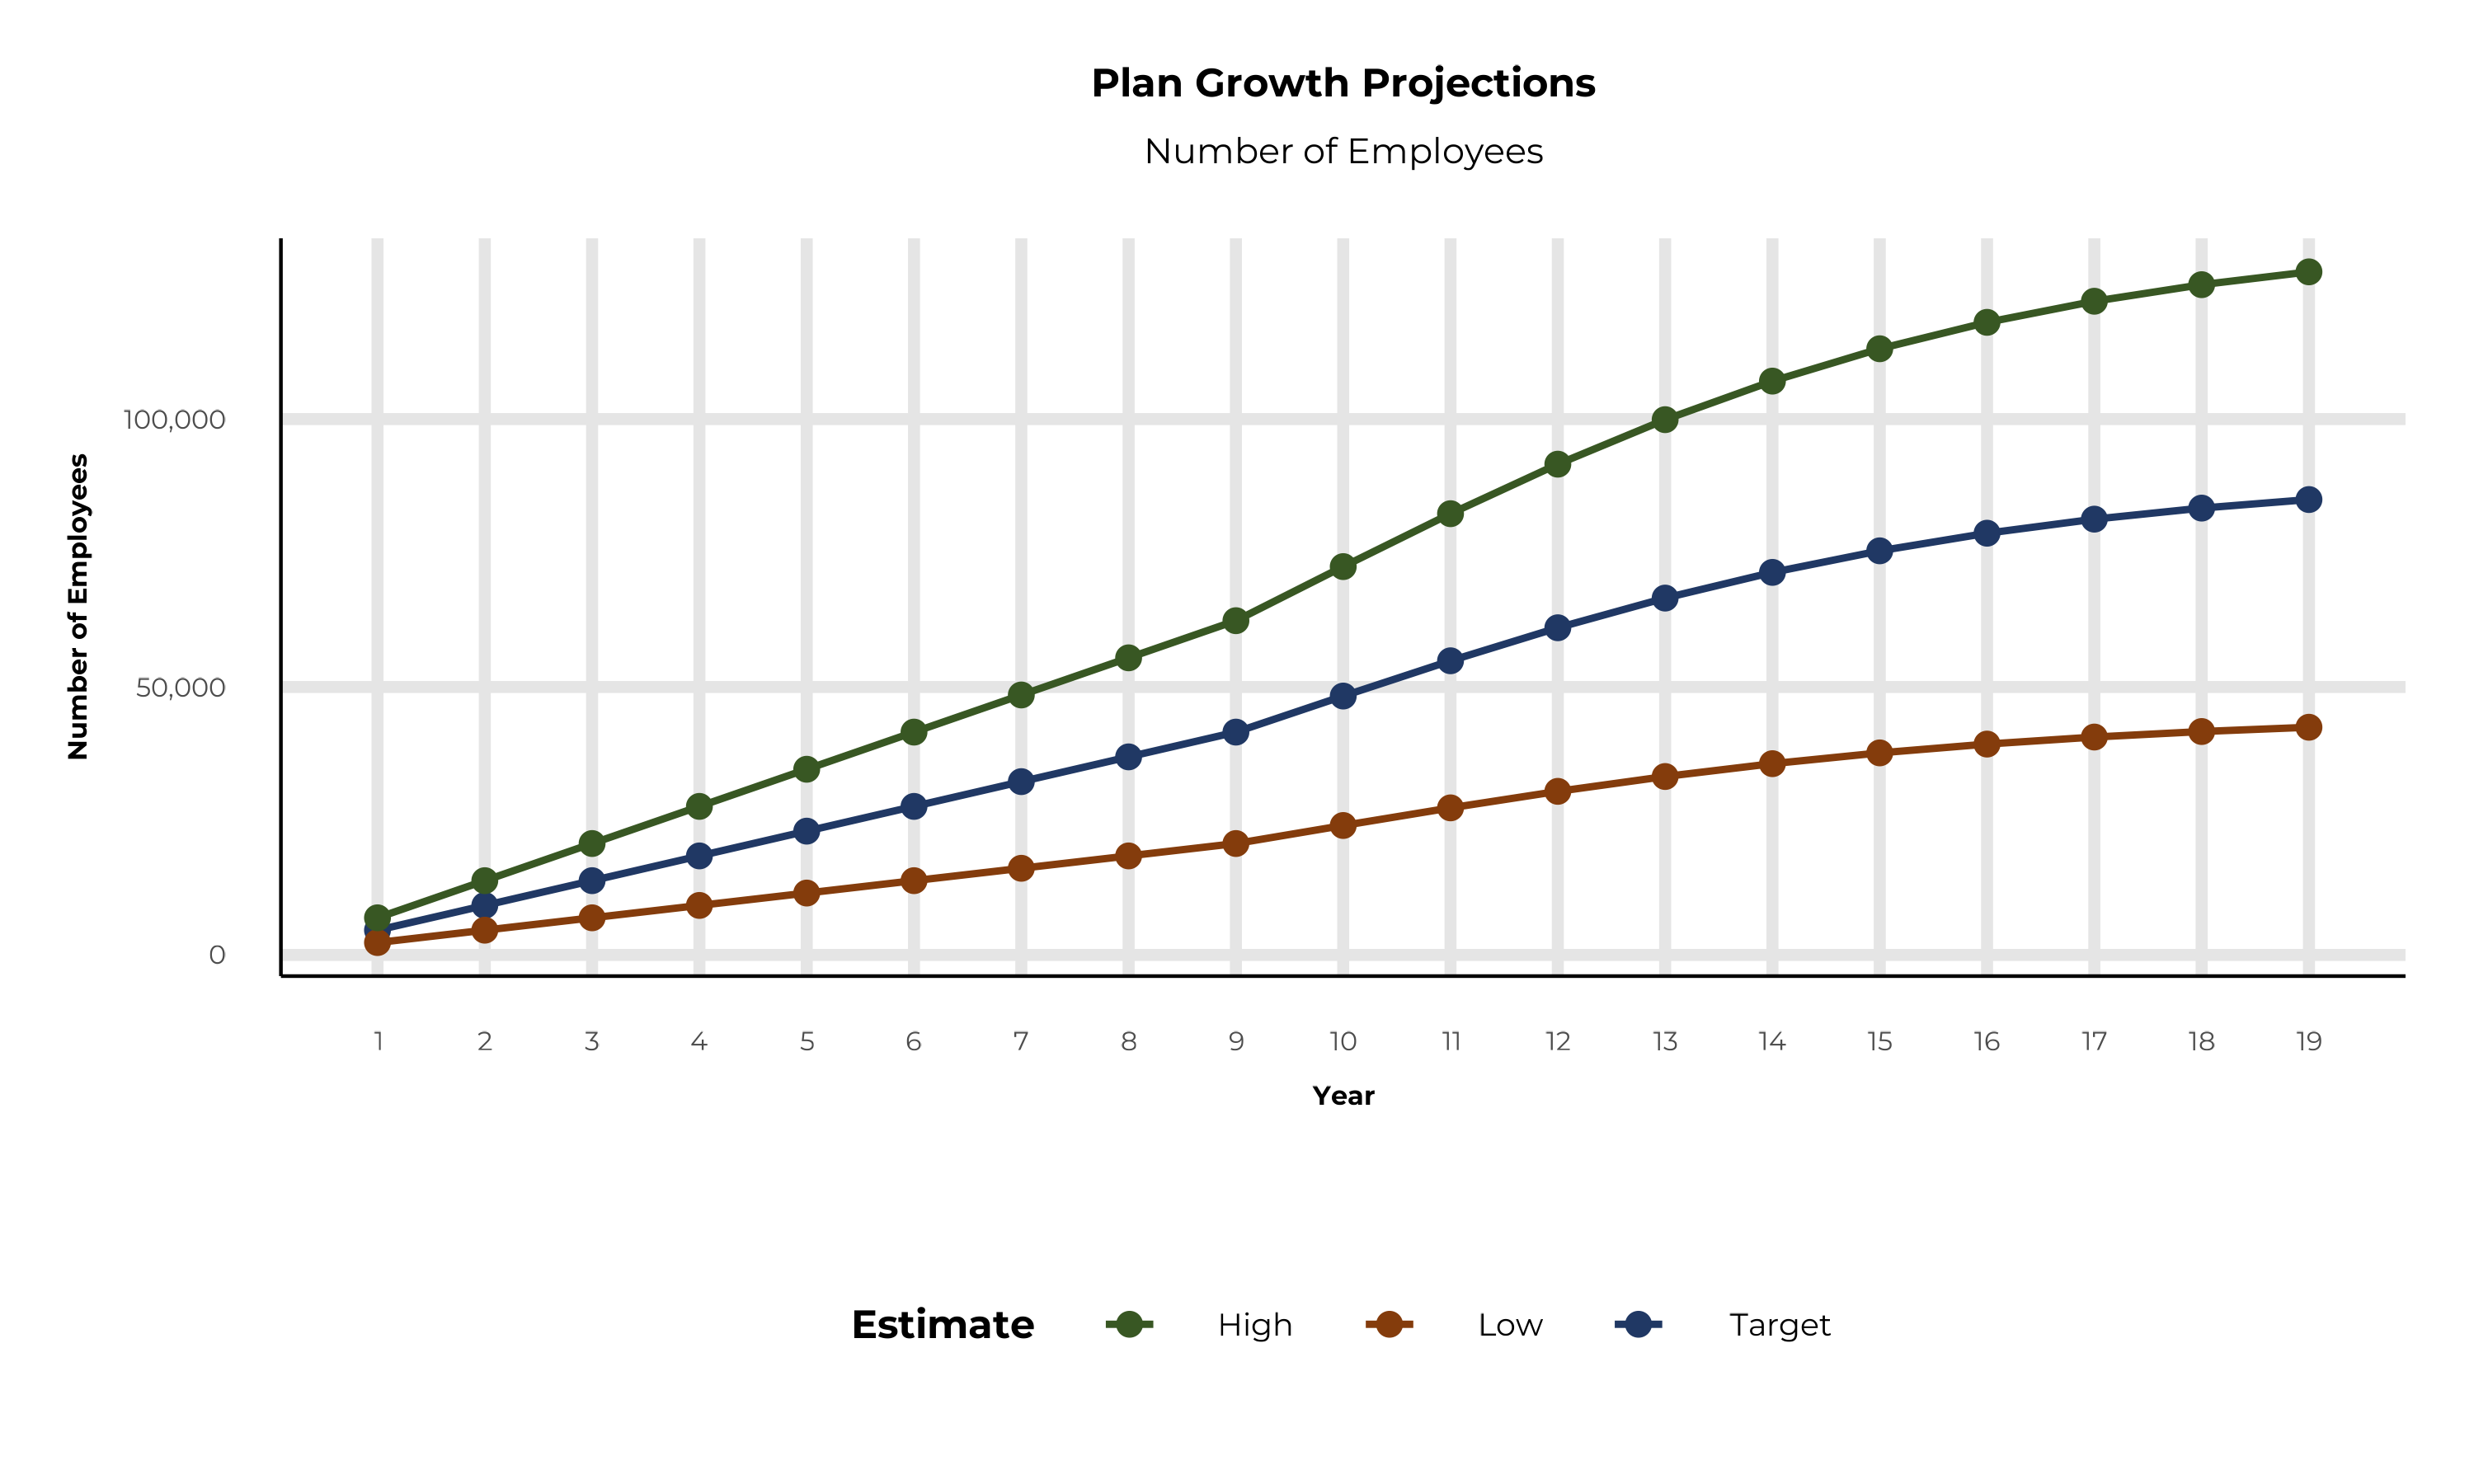 Plan Growth Projections
Number of Employees
Number of Employees
100,000
50,000
0
1 2 3 4 5 6 7 8 9 10 11 12 13 14 15 16 17 18 19
Year
Estimate High Low Target